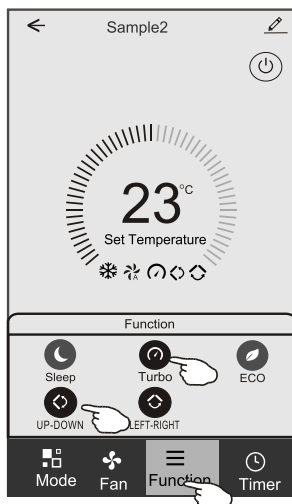 Sample2
23°C
Set Temperature
A
Function
Sleep Turbo ECO
UP-DOWN LEFT-RIGHT
Mode Fan Function Timer